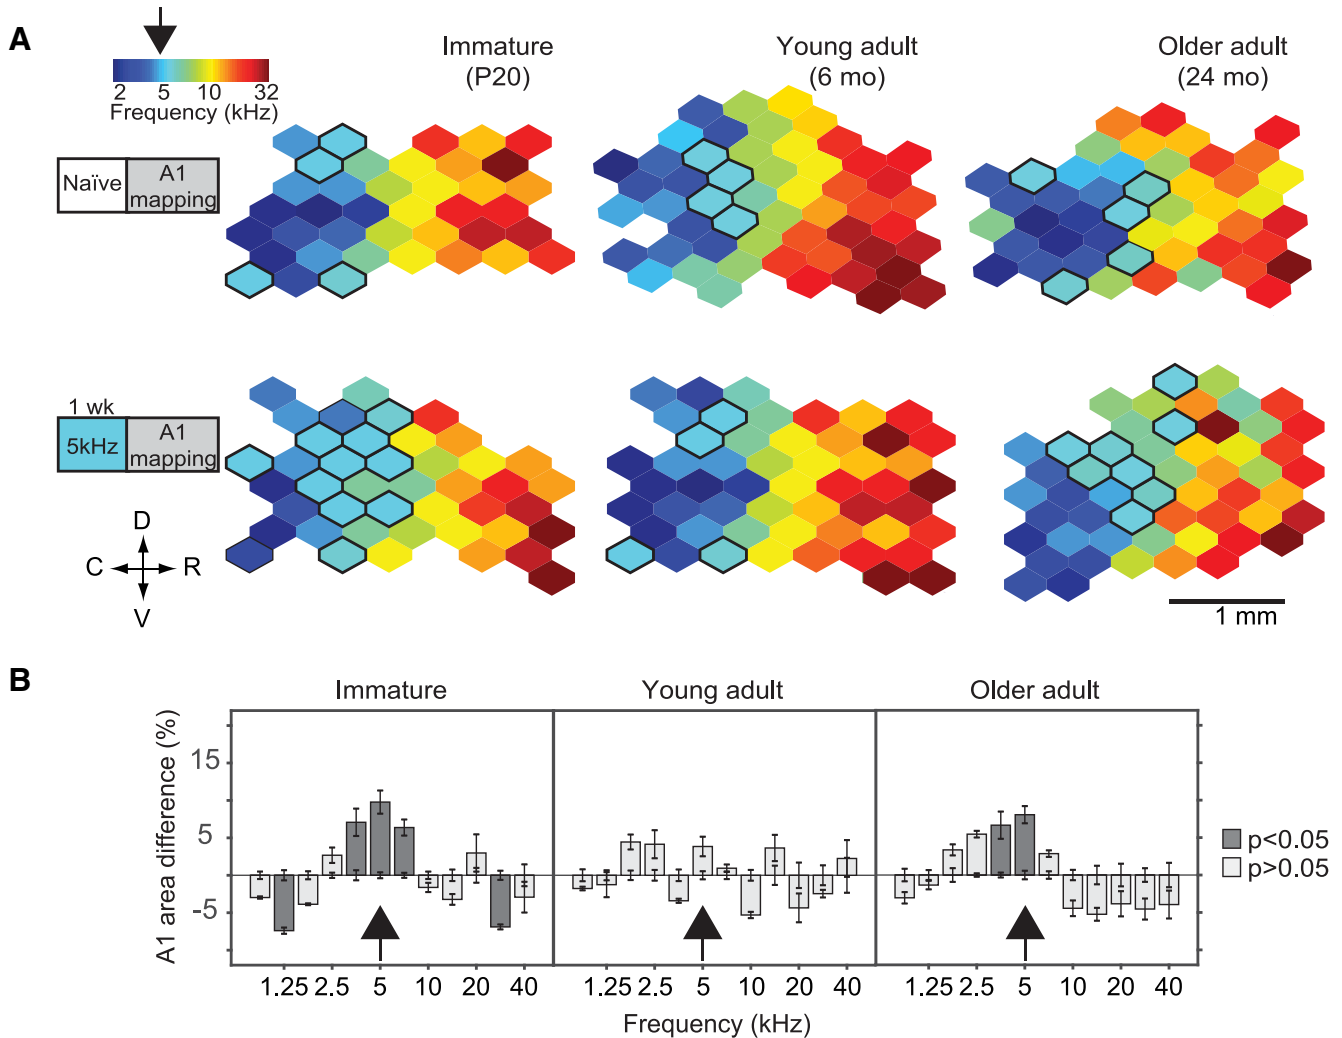 A
Immature
(P20)
Young adult
(6 mo)
Older adult
(24 mo)
2 5 10 32
Frequency (kHz)
Naïve
A1
mapping
1 wk
5kHz
A1
mapping
D
C R
V
1 mm
B
Immature
Young adult
Older adult
A1 area difference (%)
15
5
-5
1.25 2.5 5 10 20 40
1.25 2.5 5 10 20 40
1.25 2.5 5 10 20 40
Frequency (kHz)
p<0.05
p>0.05